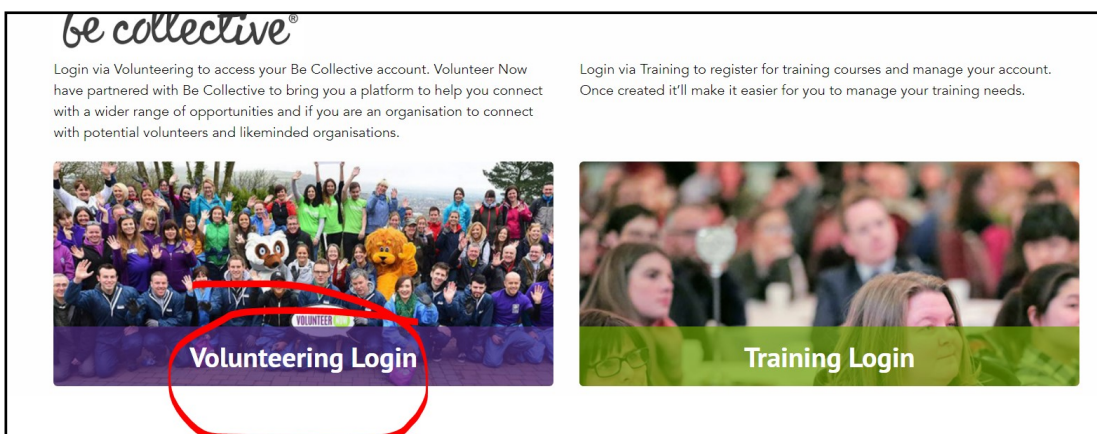 be collective®
Login via Volunteering to access your Be Collective account. Volunteer Now
have partnered with Be Collective to bring you a platform to help you connect
with a wider range of opportunities and if you are an organisation to connect
with potential volunteers and likeminded organisations.
VOLUNTEER
Volunteering Login
Login via Training to register for training courses and manage your account.
Once created it'll make it easier for you to manage your training needs.
Training Login